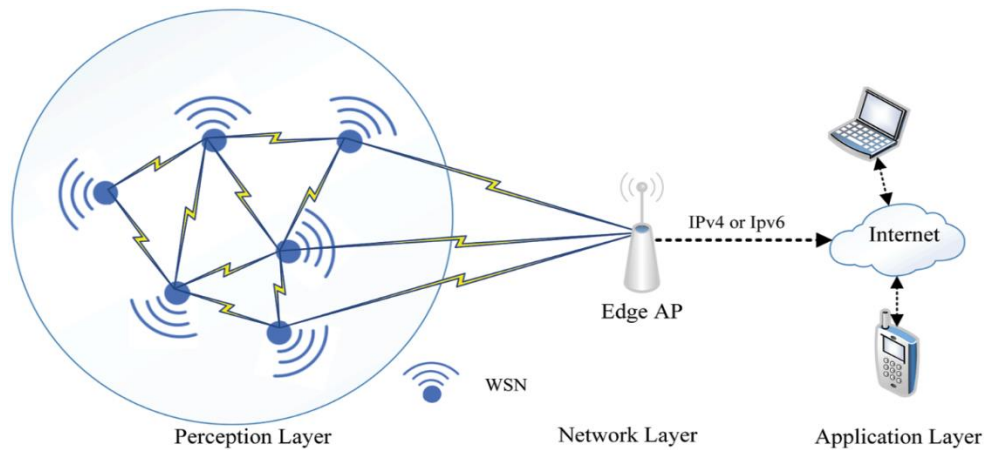 IPv4 or Ipv6
Internet
Edge AP
WSN
Perception Layer
Network Layer
Application Layer